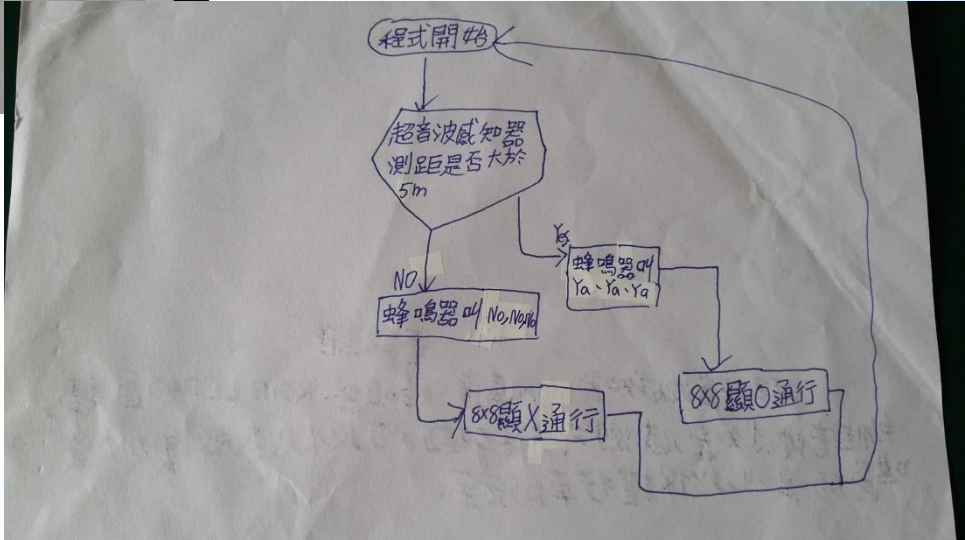 程式開始
超音波感知器
測距是否大於
5m
Yes
蜂鳴器叫
Ya、Ya、Ya
NO
蜂鳴器叫 No,No,No
8x8顯O通行
8x8顯X通行